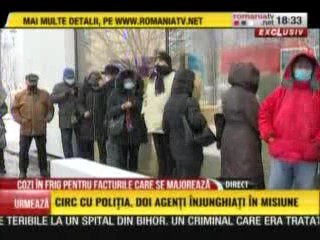 MAI MULTE DETALII, PE WWW.ROMANIATV.NET
romaniatv
.net
18:33
EXCLUSIV
COZI ÎN FRIG PENTRU FACTURILE CARE SE MAJOREAZĂ
DIRECT
URMEAZĂ
CIRC CU POLIȚIA, DOI AGENȚI ÎNJUNGHIAȚI ÎN MISIUNE
E TERIBILE LA UN SPITAL DIN BIHOR. UN CRIMINAL CARE ERA TRATA